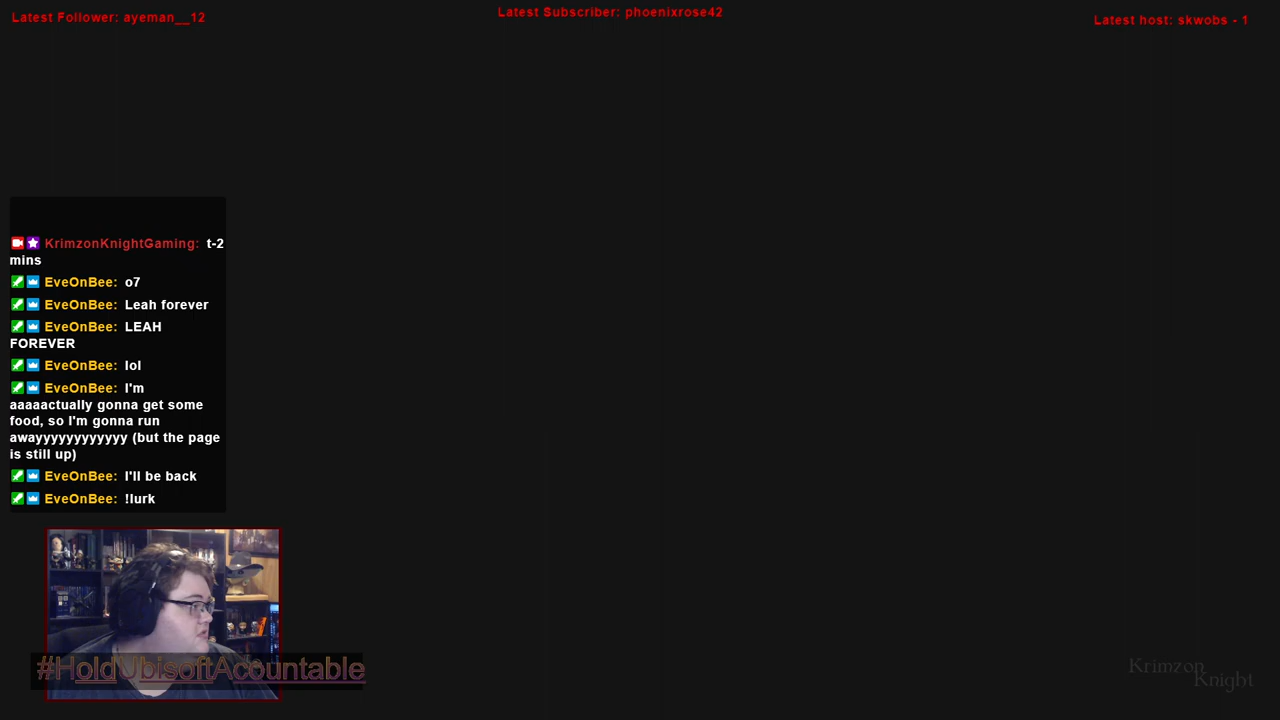 Latest Follower: ayeman__12
Latest Subscriber: phoenixrose42
Latest host: skwobs - 1
KrimzonKnightGaming: t-2
mins
EveOnBee: o7
EveOnBee: Leah forever
EveOnBee: LEAH
FOREVER
EveOnBee: lol
EveOnBee: I'm
aaaaactually gonna get some
food, so I'm gonna run
awayyyyyyyyyyyy (but the page
is still up)
EveOnBee: I'll be back
EveOnBee: !lurk
#HoldUbisoftAcountable
Krimzon
Knight